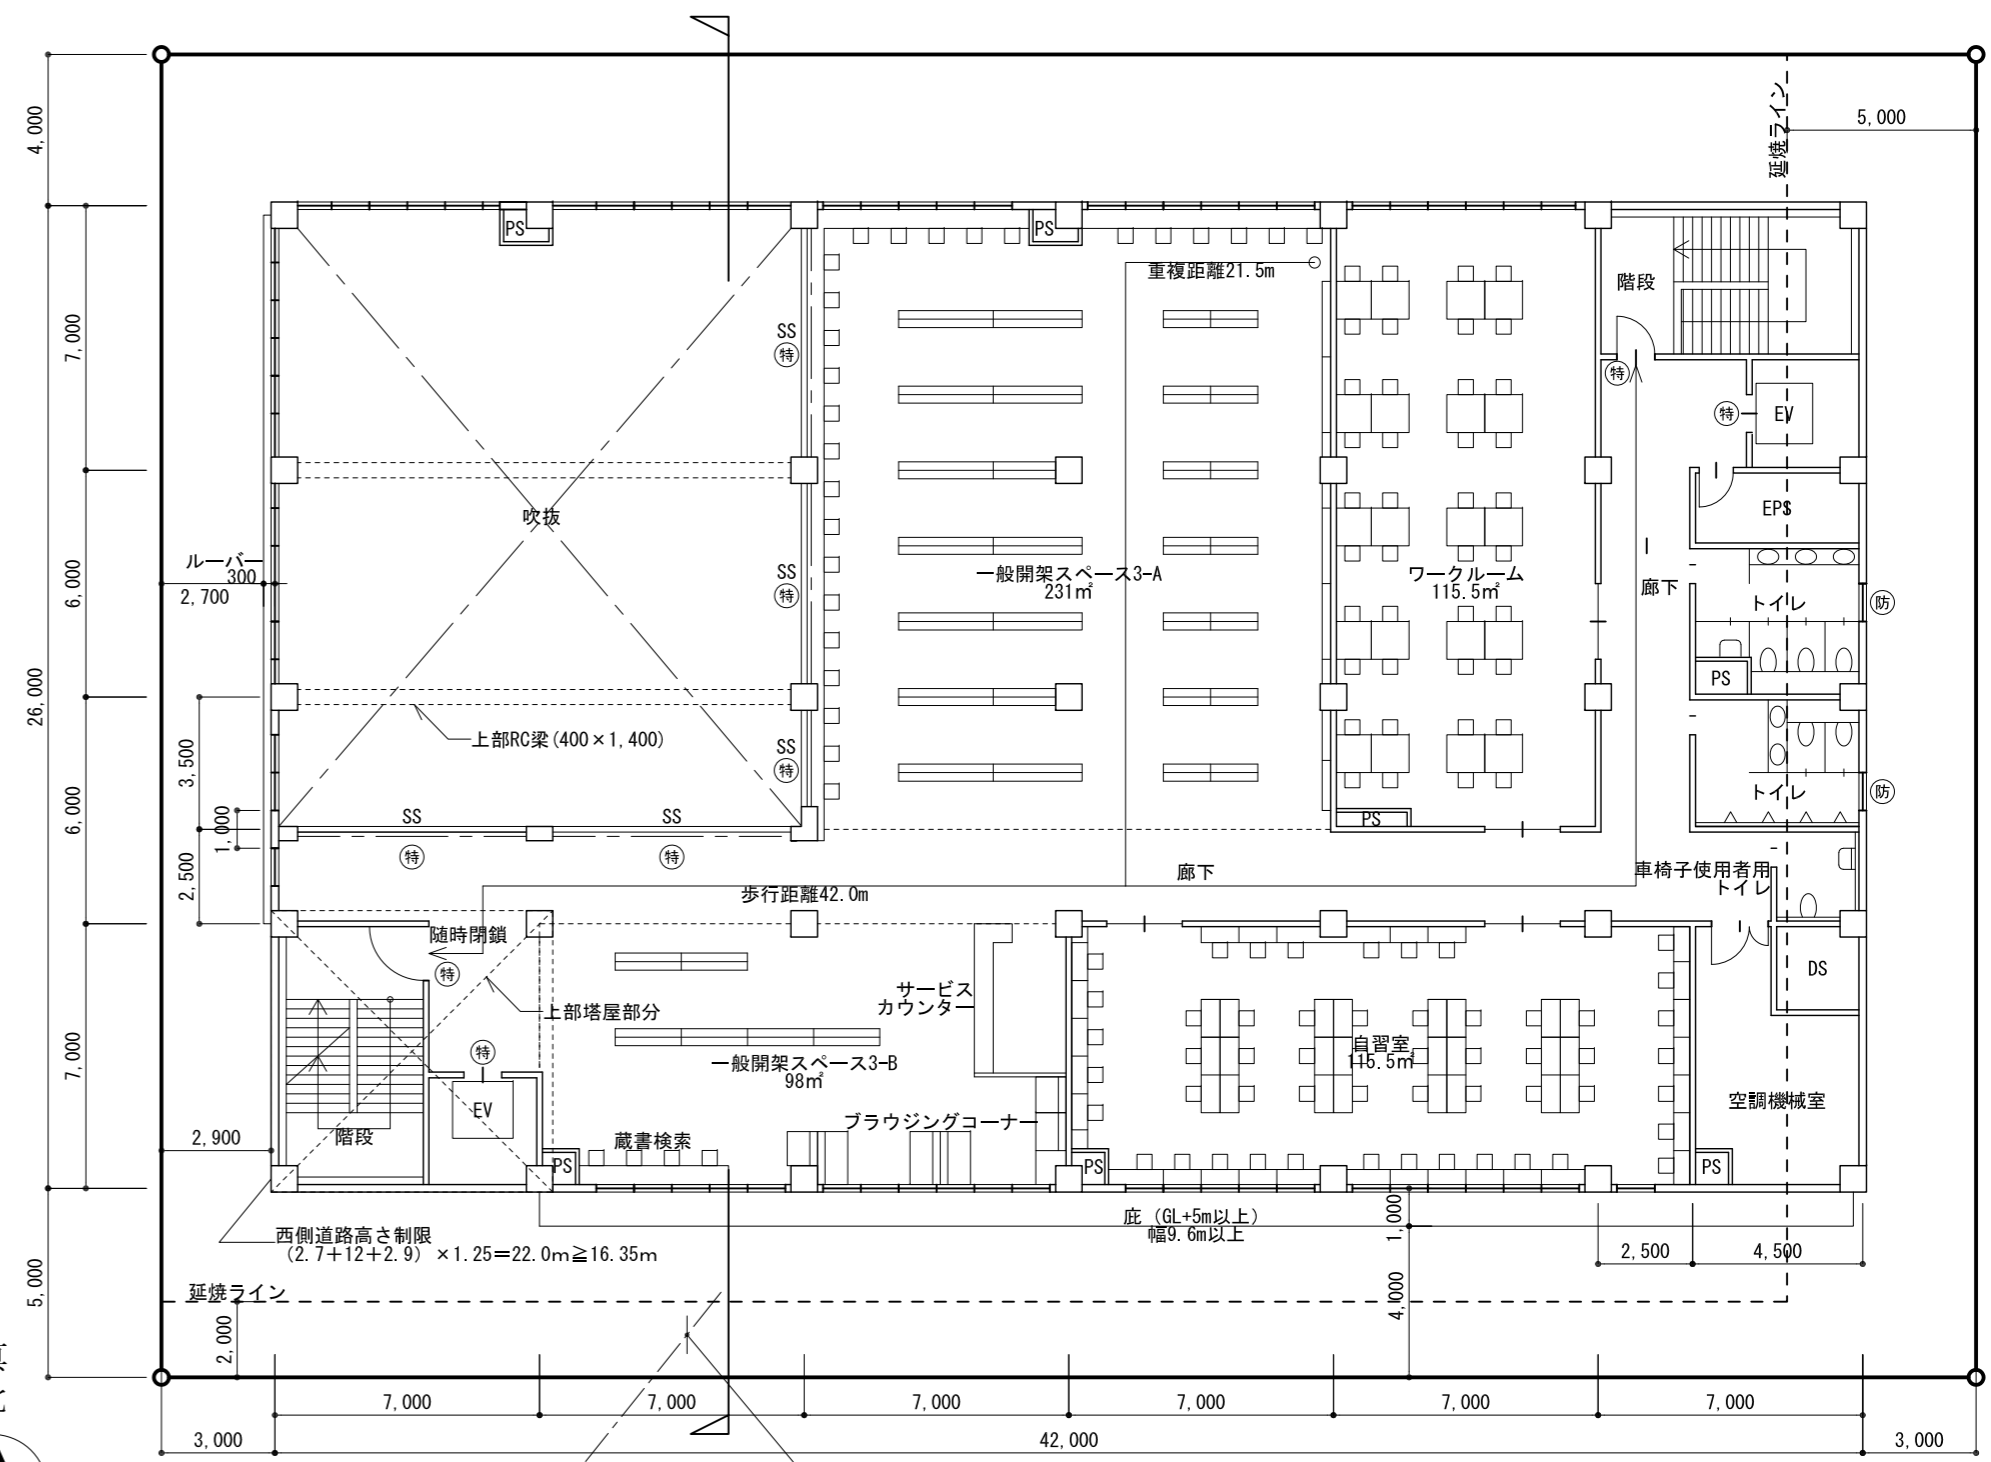 4,000
延焼ライン
5,000
PS
PS
重複距離21.5m
階段
7,000
SS
特
特
特
EV
吹抜
EPS
ルーバー
300
2,700
6,000
SS
特
一般開架スペース3-A
231㎡
ワークルーム
115.5㎡
廊下
トイレ
防
PS
26,000
3,500
上部RC梁(400×1,400)
SS
特
トイレ
防
6,000
1,000
2,500
SS
SS
特
特
PS
廊下
歩行距離42.0m
車椅子使用者用
トイレ
随時閉鎖
特
上部塔屋部分
サービス
カウンター
DS
7,000
特
EV
一般開架スペース3-B
98㎡
自習室
115.5㎡
空調機械室
2,900
階段
蔵書検索
ブラウジングコーナー
PS
PS
PS
西側道路高さ制限
(2.7+12+2.9) ×1.25=22.0m≧16.35m
庇 (GL+5m以上)
幅9.6m以上
1,000
2,500
4,500
5,000
延焼ライン
2,000
4,000
7,000
7,000
7,000
7,000
7,000
7,000
3,000
42,000
3,000